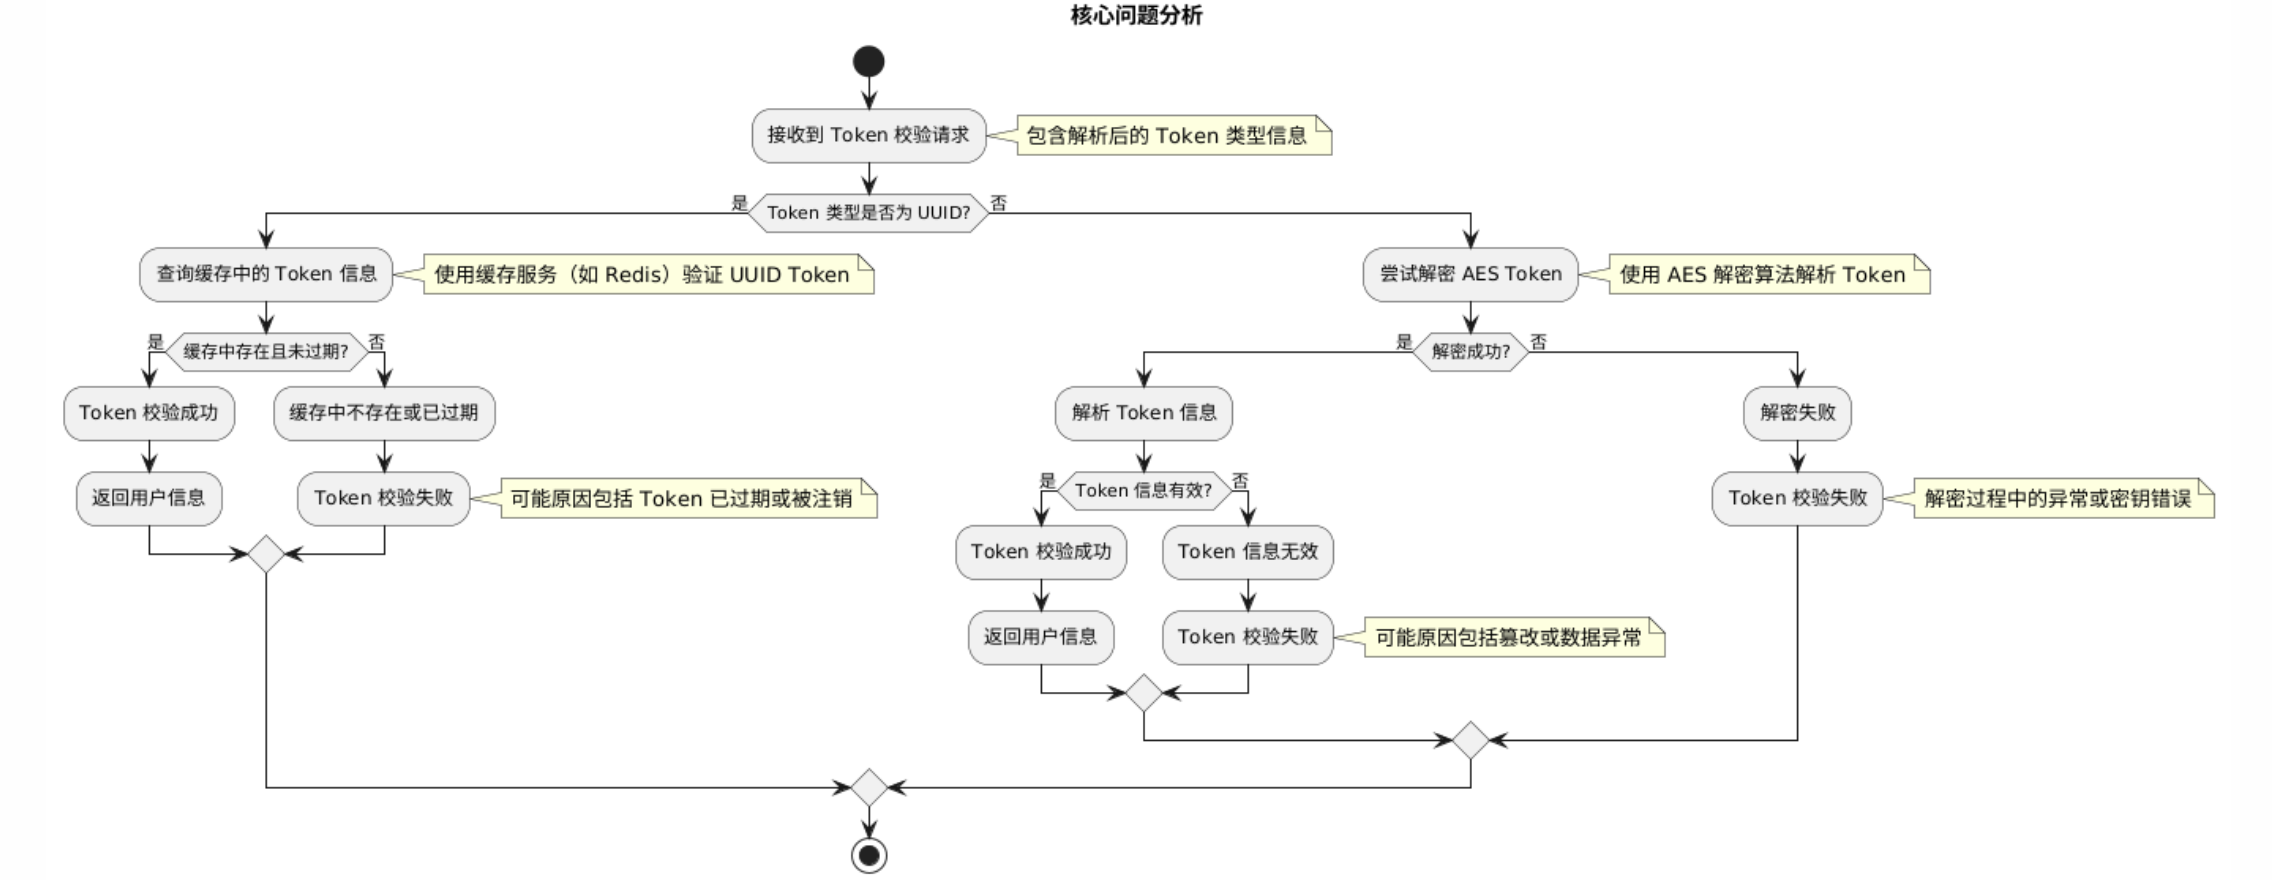 核心问题分析
接收到 Token 校验请求
包含解析后的 Token 类型信息
是
Token 类型是否为 UUID?
否
查询缓存中的 Token 信息
使用缓存服务（如 Redis）验证 UUID Token
尝试解密 AES Token
使用 AES 解密算法解析 Token
是
缓存中存在且未过期?
否
是
解密成功?
否
Token 校验成功
缓存中不存在或已过期
解析 Token 信息
解密失败
返回用户信息
Token 校验失败
可能原因包括 Token 已过期或被注销
是
Token 信息有效?
否
Token 校验失败
解密过程中的异常或密钥错误
Token 校验成功
Token 信息无效
返回用户信息
Token 校验失败
可能原因包括篡改或数据异常